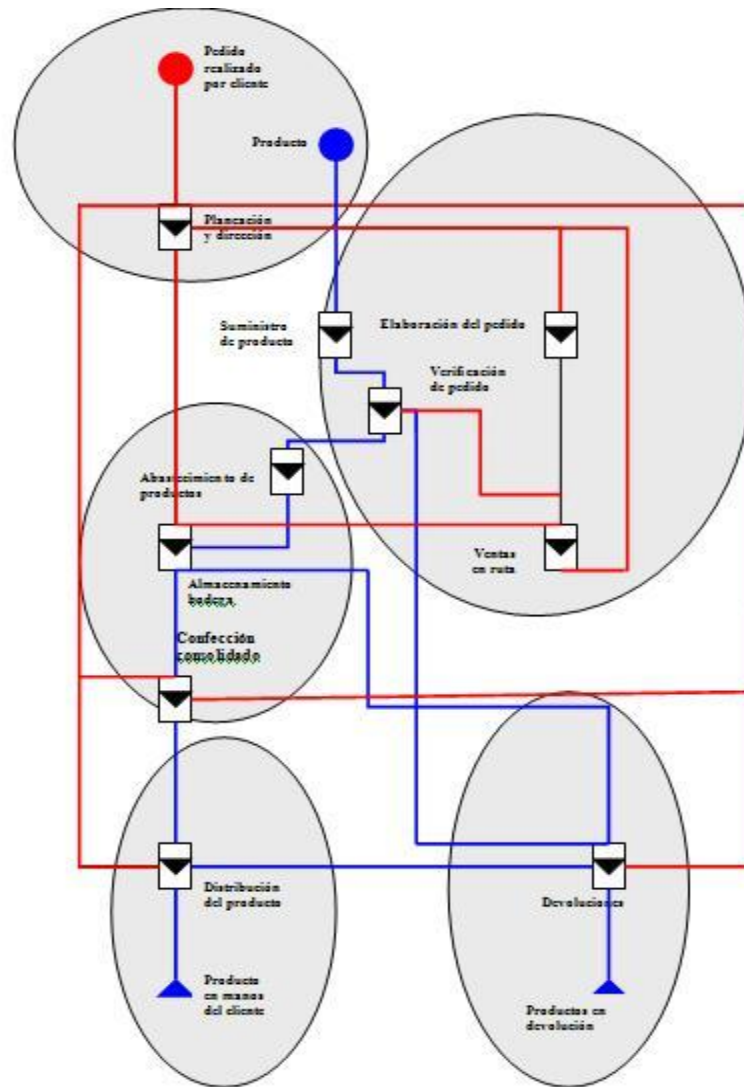 Pedido
realizado
por cliente
Producto
Planeación
y dirección
Suministro
de producto
Elaboración del pedido
Verificación
de pedido
Abastecimiento de
productos
Ventas
en ruta
Almacenamiento
bodega
Confección
consolidado
Distribución
del producto
Devoluciones
Producto
en manos
del cliente
Productos en
devolución